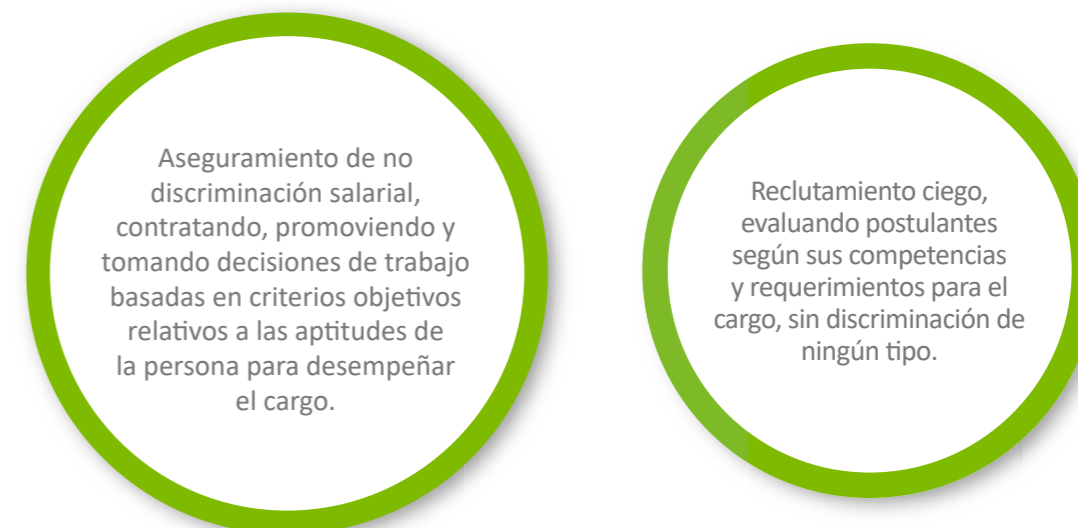 Aseguramiento de no
discriminación salarial,
contratando, promoviendo y
tomando decisiones de trabajo
basadas en criterios objetivos
relativos a las aptitudes de
la persona para desempeñar
el cargo.
Reclutamiento ciego,
evaluando postulantes
según sus competencias
y requerimientos para el
cargo, sin discriminación de
ningún tipo.